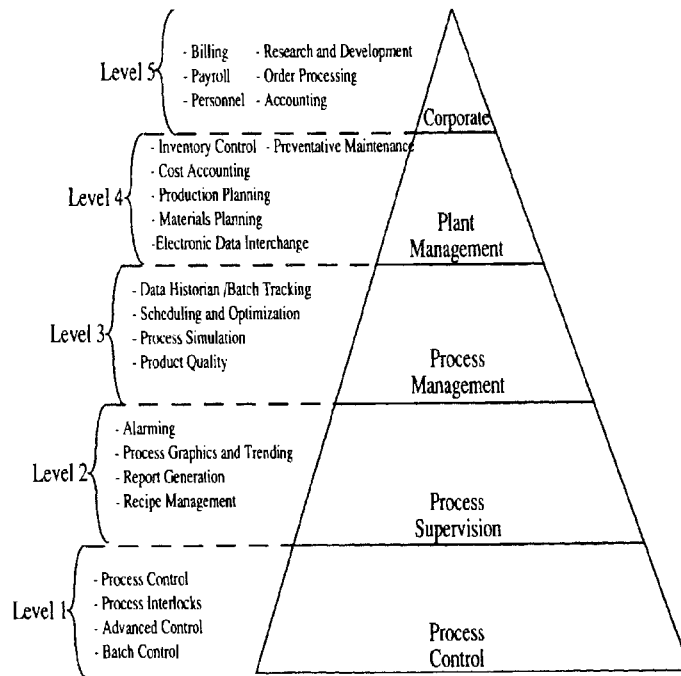 Level 5
- Billing - Research and Development
- Payroll - Order Processing
- Personnel - Accounting
Corporate
Level 4
- Inventory Control - Preventative Maintenance
- Cost Accounting
- Production Planning
- Materials Planning
-Electronic Data Interchange
Plant
Management
Level 3
- Data Historian /Batch Tracking
- Scheduling and Optimization
- Process Simulation
- Product Quality
Process
Management
Level 2
- Alarming
- Process Graphics and Trending
- Report Generation
- Recipe Management
Process
Supervision
Level 1
- Process Control
- Process Interlocks
- Advanced Control
- Batch Control
Process
Control